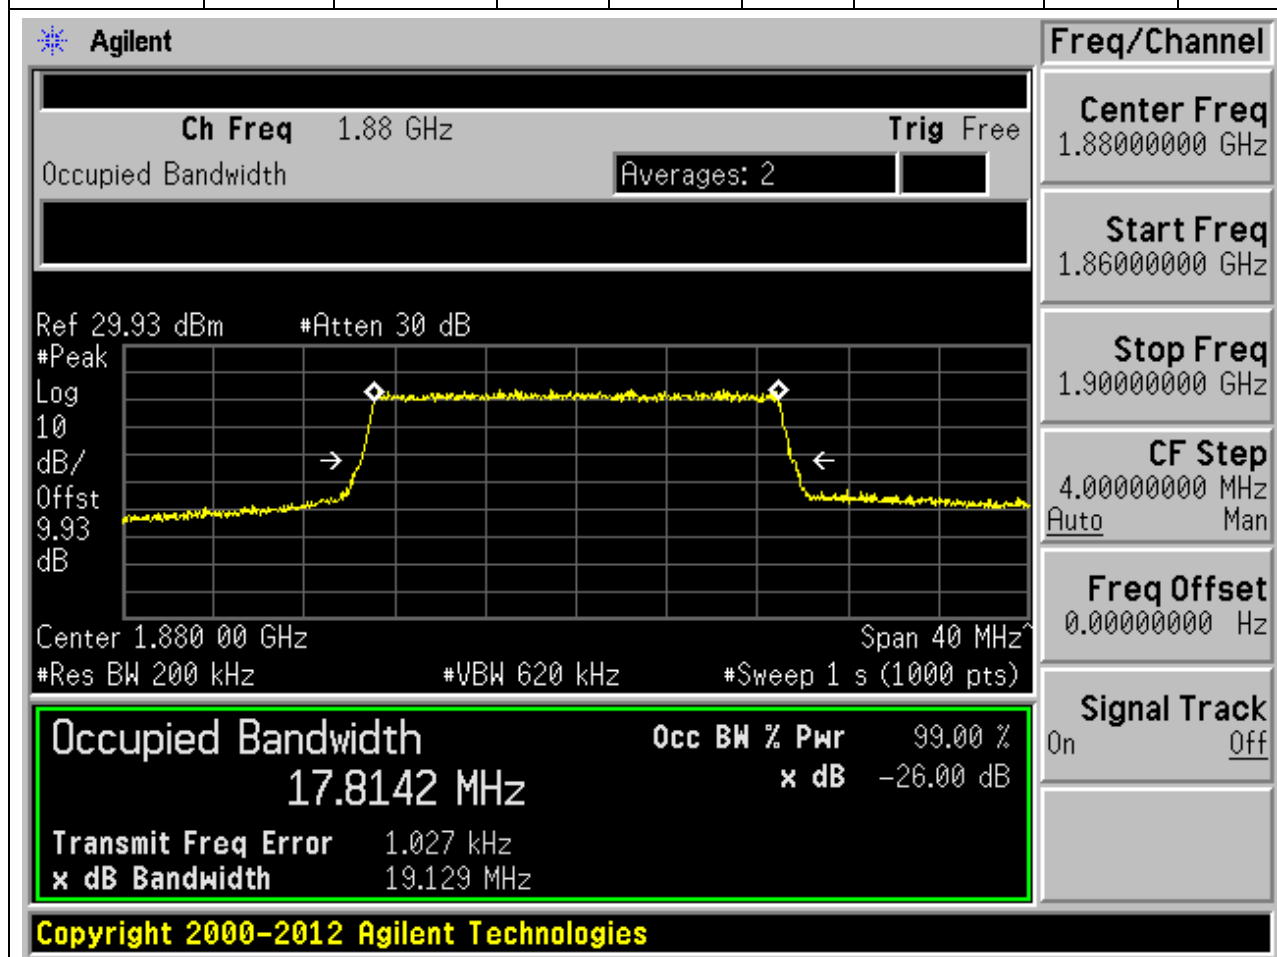 Agilent
Freq/Channel
Ch Freq 1.88 GHz Trig Free
Occupied Bandwidth Averages: 2
Center Freq
1.88000000 GHz
Start Freq
1.86000000 GHz
Stop Freq
1.90000000 GHz
CF Step
4.00000000 MHz
Auto Man
Freq Offset
0.00000000 Hz
Signal Track
On Off
Ref 29.93 dBm #Atten 30 dB
#Peak
Log
10
dB/
Offst
9.93
dB
Center 1.880 00 GHz Span 40 MHz^
#Res BW 200 kHz #VBW 620 kHz #Sweep 1 s (1000 pts)
Occupied Bandwidth Occ BW % Pwr 99.00 %
17.8142 MHz x dB -26.00 dB
Transmit Freq Error 1.027 kHz
x dB Bandwidth 19.129 MHz
Copyright 2000-2012 Agilent Technologies